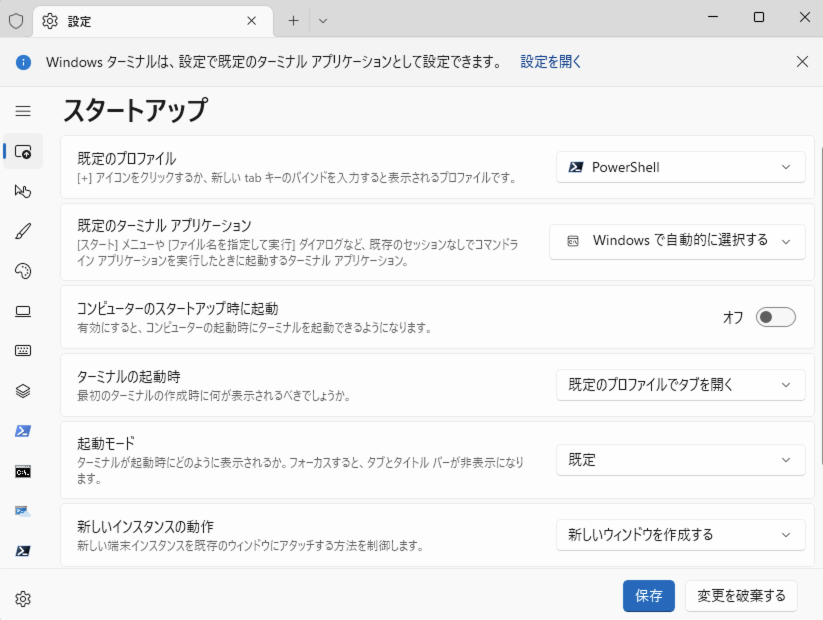 設定
Windows ターミナルは、設定で既定のターミナル アプリケーションとして設定できます。 設定を開く
スタートアップ
既定のプロファイル
[+] アイコンをクリックするか、新しい tab キーのバインドを入力すると表示されるプロファイルです。
PowerShell
既定のターミナル アプリケーション
[スタート] メニューや [ファイル名を指定して実行] ダイアログなど、既存のセッションなしでコマンドラ
イン アプリケーションを実行したときに起動するターミナル アプリケーション。
Windows で自動的に選択する
コンピューターのスタートアップ時に起動
有効にすると、コンピューターの起動時にターミナルを起動できるようになります。
オフ
ターミナルの起動時
最初のターミナルの作成時に何が表示されるべきでしょうか。
既定のプロファイルでタブを開く
起動モード
ターミナルが起動時にどのように表示されるか。フォーカスすると、タブとタイトル バーが非表示になり
ます。
既定
新しいインスタンスの動作
新しい端末インスタンスを既存のウィンドウにアタッチする方法を制御します。
新しいウィンドウを作成する
保存
変更を破棄する